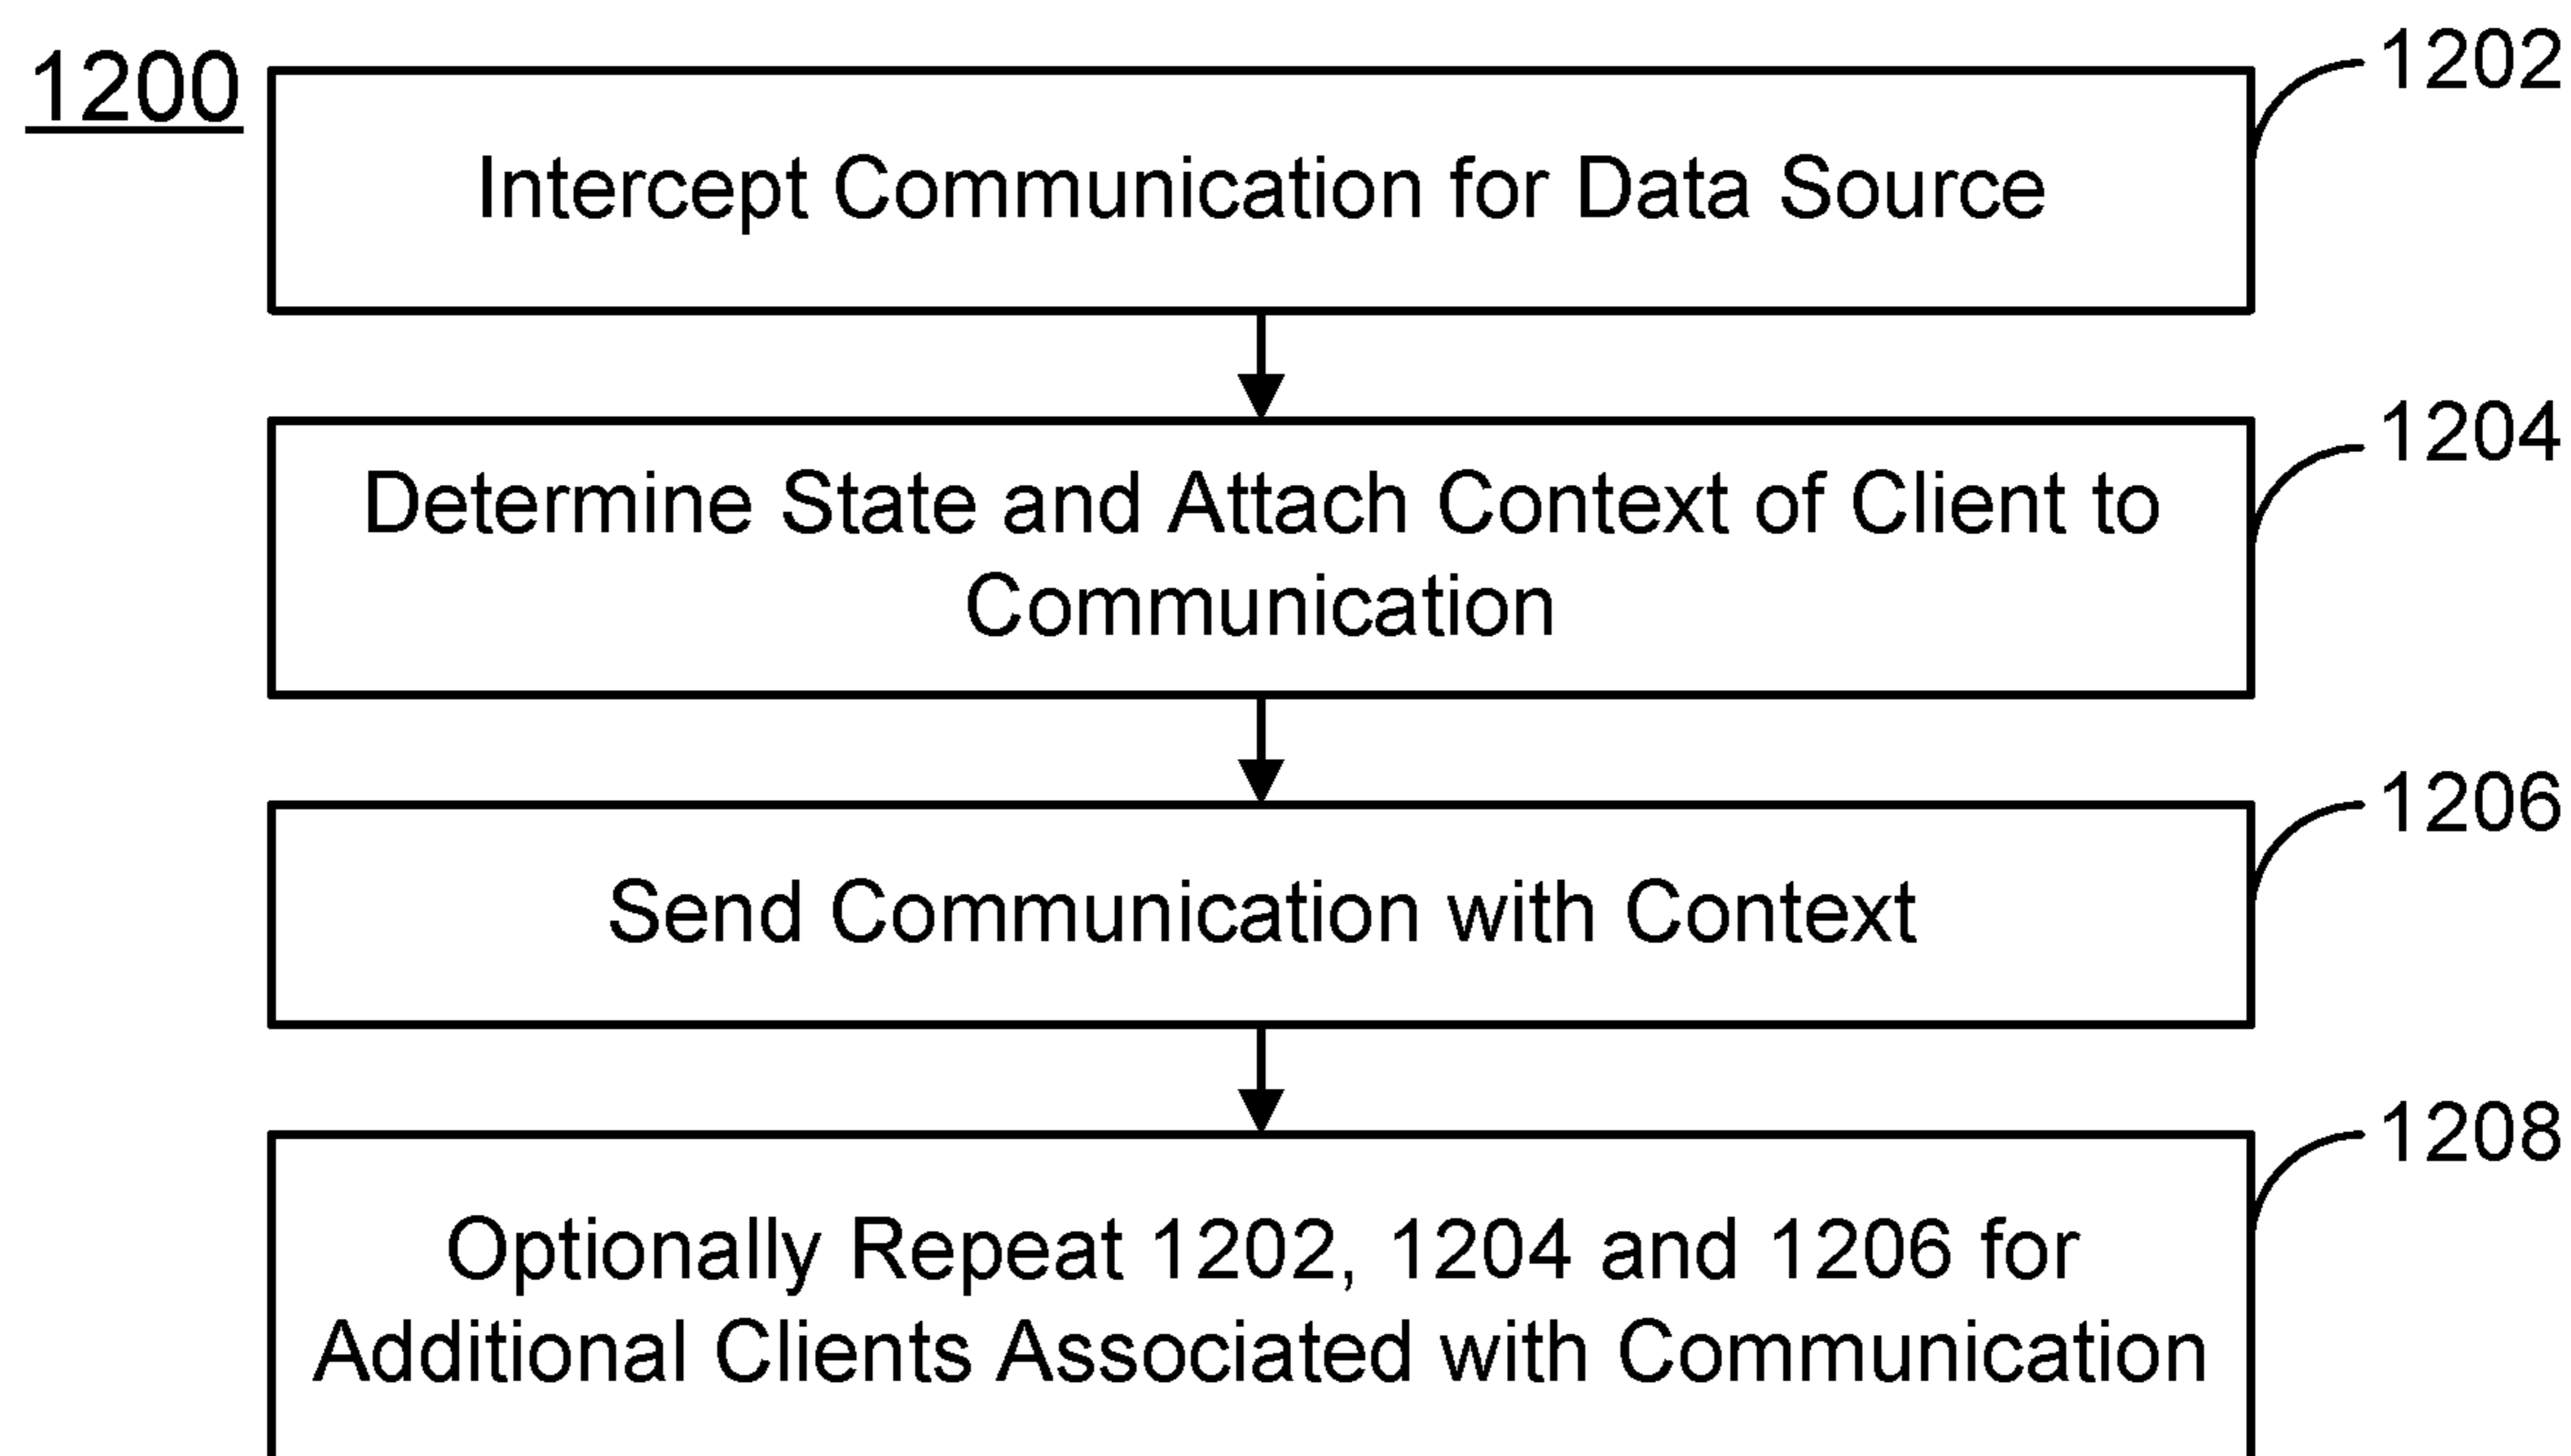 1200
1202
Intercept Communication for Data Source
1204
Determine State and Attach Context of Client to
Communication
1206
Send Communication with Context
1208
Optionally Repeat 1202, 1204 and 1206 for
Additional Clients Associated with Communication